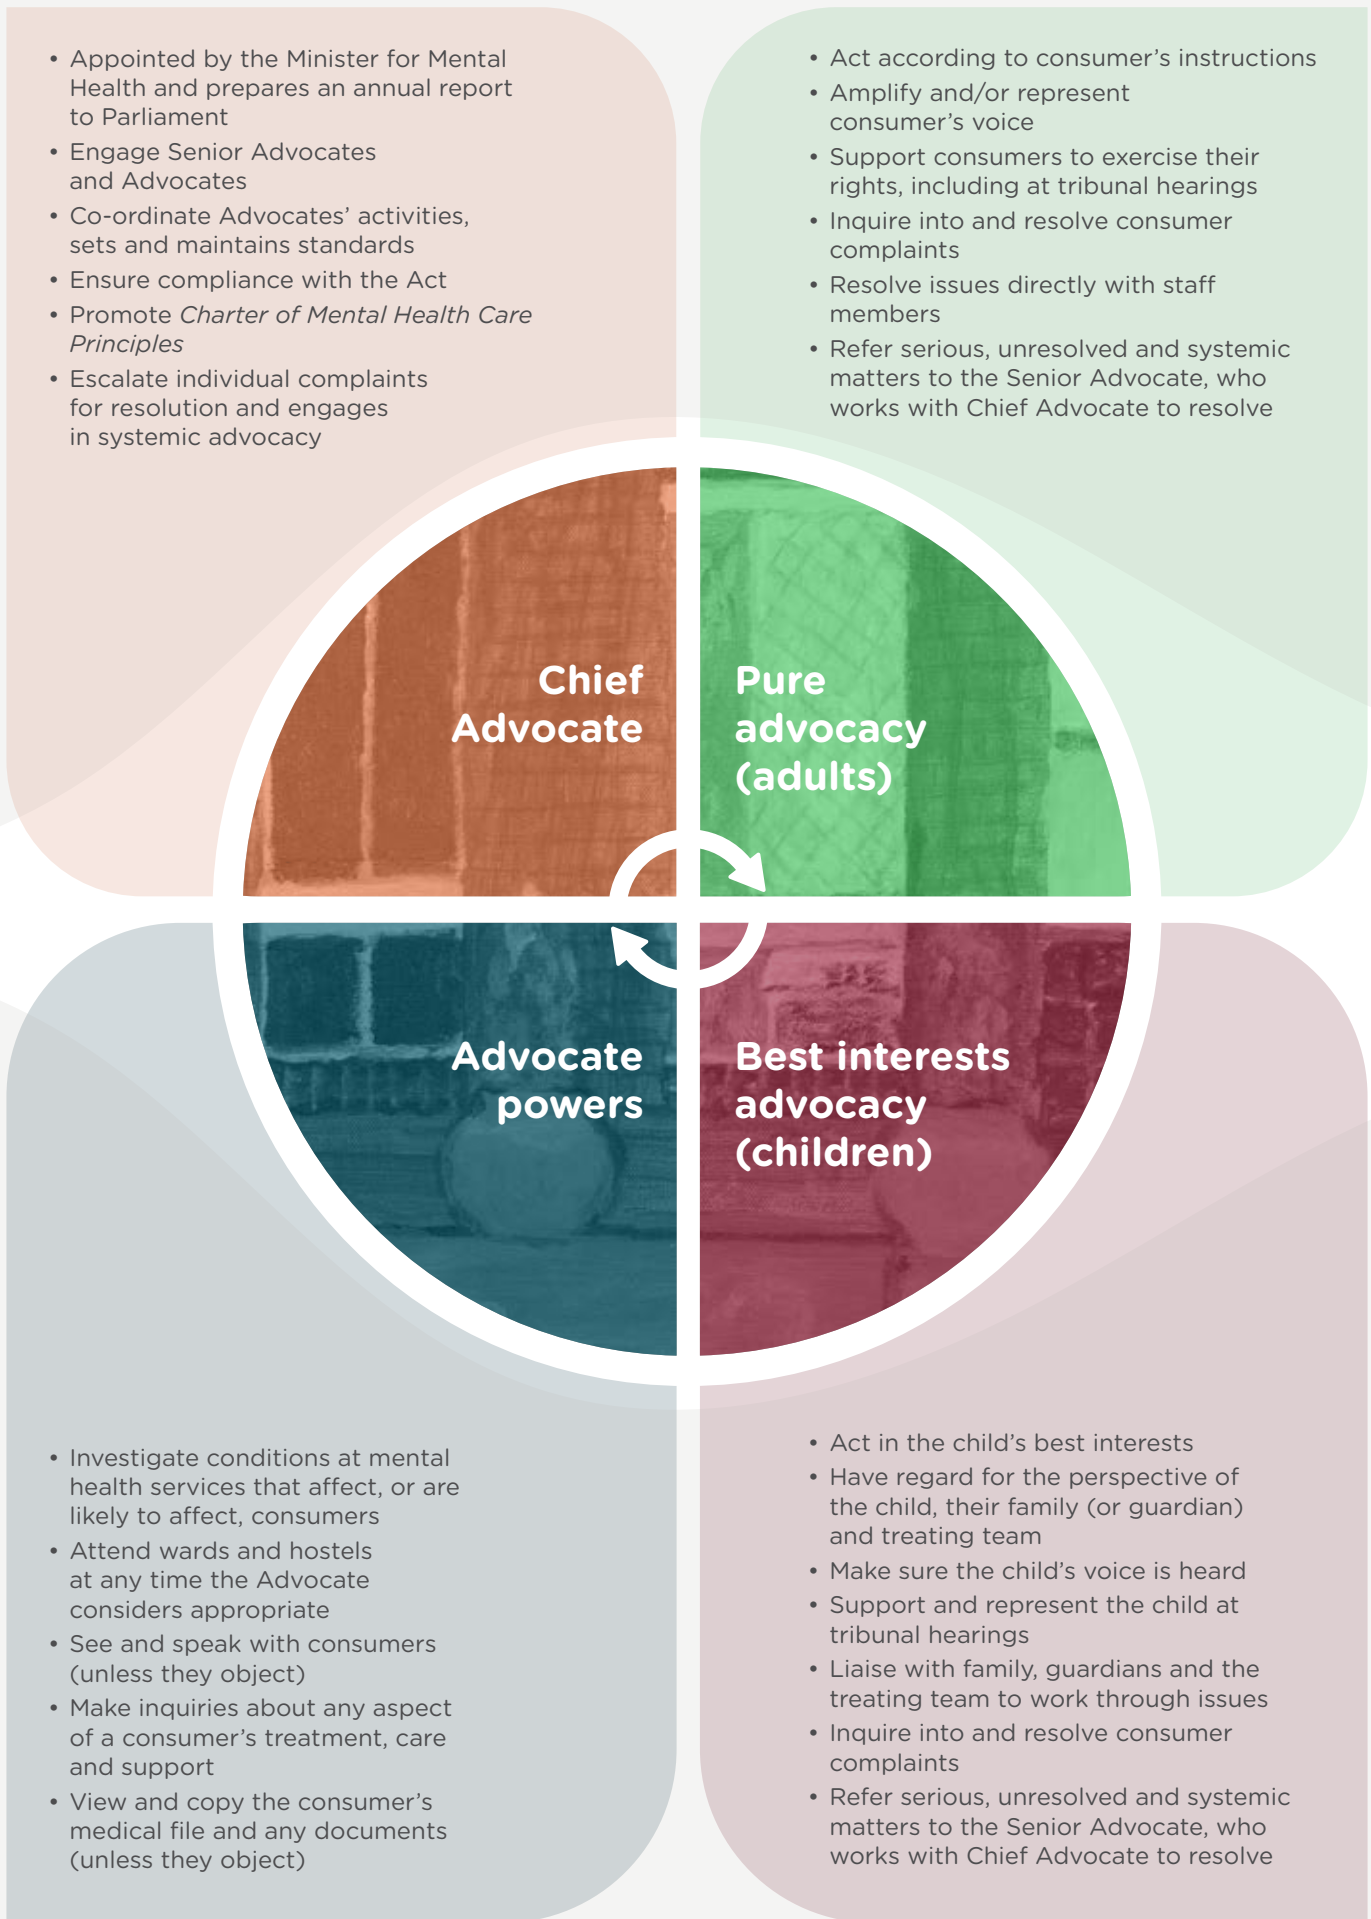 • Appointed by the Minister for Mental
Health and prepares an annual report
to Parliament
• Engage Senior Advocates
and Advocates
• Co-ordinate Advocates’ activities,
sets and maintains standards
• Ensure compliance with the Act
• Promote Charter of Mental Health Care
Principles
• Escalate individual complaints
for resolution and engages
in systemic advocacy
• Act according to consumer’s instructions
• Amplify and/or represent
consumer’s voice
• Support consumers to exercise their
rights, including at tribunal hearings
• Inquire into and resolve consumer
complaints
• Resolve issues directly with staff
members
• Refer serious, unresolved and systemic
matters to the Senior Advocate, who
works with Chief Advocate to resolve
Chief
Advocate
Pure
advocacy
(adults)
Advocate
powers
Best interests
advocacy
(children)
• Investigate conditions at mental
health services that affect, or are
likely to affect, consumers
• Attend wards and hostels
at any time the Advocate
considers appropriate
• See and speak with consumers
(unless they object)
• Make inquiries about any aspect
of a consumer’s treatment, care
and support
• View and copy the consumer’s
medical file and any documents
(unless they object)
• Act in the child’s best interests
• Have regard for the perspective of
the child, their family (or guardian)
and treating team
• Make sure the child’s voice is heard
• Support and represent the child at
tribunal hearings
• Liaise with family, guardians and the
treating team to work through issues
• Inquire into and resolve consumer
complaints
• Refer serious, unresolved and systemic
matters to the Senior Advocate, who
works with Chief Advocate to resolve